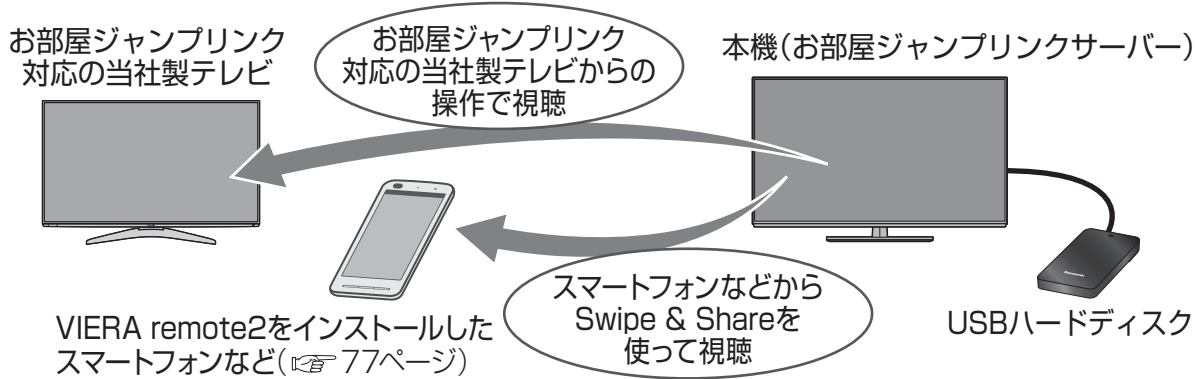 お部屋ジャンプリンク
対応の当社製テレビ
お部屋ジャンプリンク
対応の当社製テレビからの
操作で視聴
本機(お部屋ジャンプリンクサーバー)
VIERA remote2をインストールした
スマートフォンなど(☞ 77ページ)
スマートフォンなどから
Swipe & Shareを
使って視聴
Panasonic
USBハードディスク